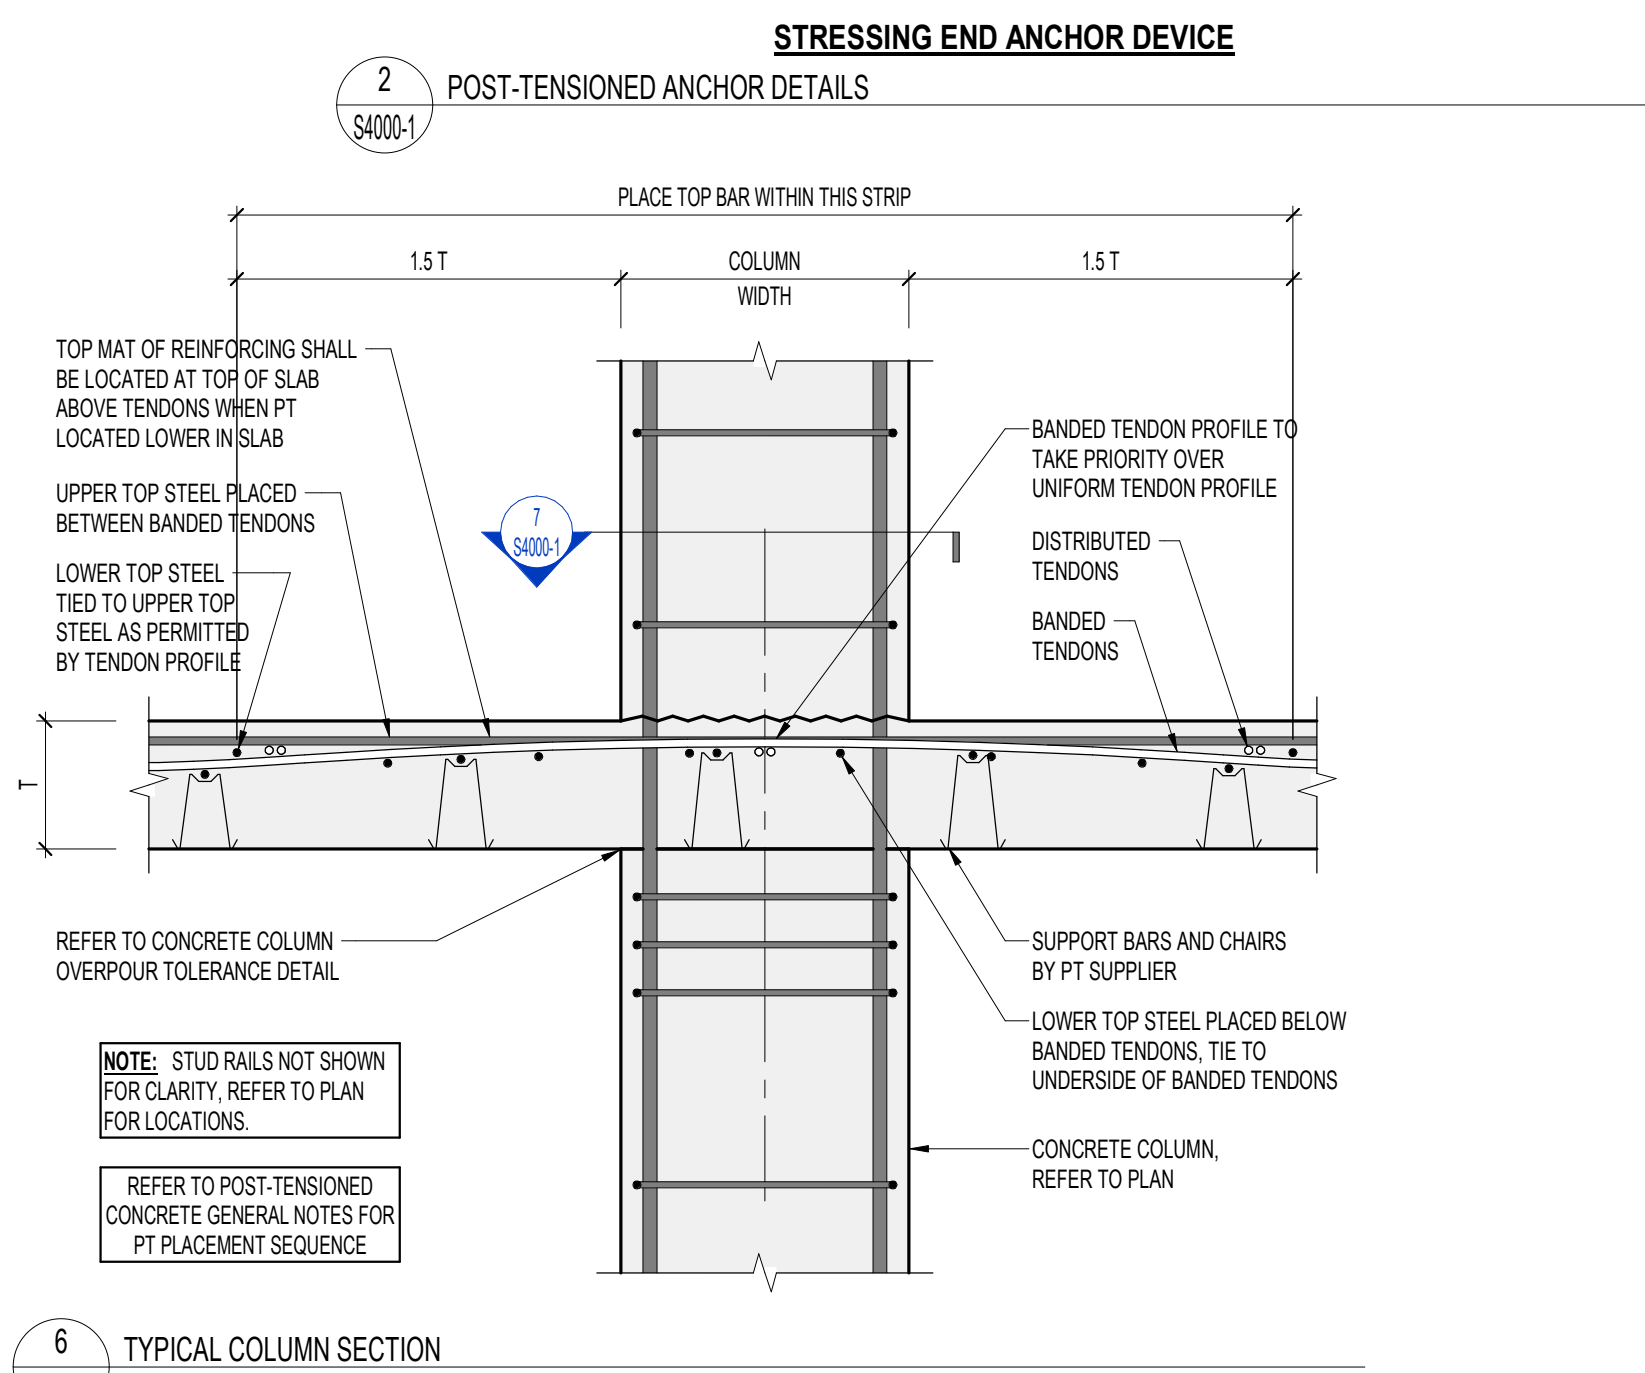 STRESSING END ANCHOR DEVICE
2
S4000-1
POST-TENSIONED ANCHOR DETAILS
PLACE TOP BAR WITHIN THIS STRIP
1.5 T
COLUMN
WIDTH
1.5 T
TOP MAT OF REINFORCING SHALL
BE LOCATED AT TOP OF SLAB
ABOVE TENDONS WHEN PT
LOCATED LOWER IN SLAB
UPPER TOP STEEL PLACED
BETWEEN BANDED TENDONS
LOWER TOP STEEL
TIED TO UPPER TOP
STEEL AS PERMITTED
BY TENDON PROFILE
7
S4000-1
BANDED TENDON PROFILE TO
TAKE PRIORITY OVER
UNIFORM TENDON PROFILE
DISTRIBUTED
TENDONS
BANDED
TENDONS
T
REFER TO CONCRETE COLUMN
OVERPOUR TOLERANCE DETAIL
SUPPORT BARS AND CHAIRS
BY PT SUPPLIER
LOWER TOP STEEL PLACED BELOW
BANDED TENDONS, TIE TO
UNDERSIDE OF BANDED TENDONS
CONCRETE COLUMN,
REFER TO PLAN
NOTE: STUD RAILS NOT SHOWN
FOR CLARITY, REFER TO PLAN
FOR LOCATIONS.
REFER TO POST-TENSIONED
CONCRETE GENERAL NOTES FOR
PT PLACEMENT SEQUENCE
6
TYPICAL COLUMN SECTION